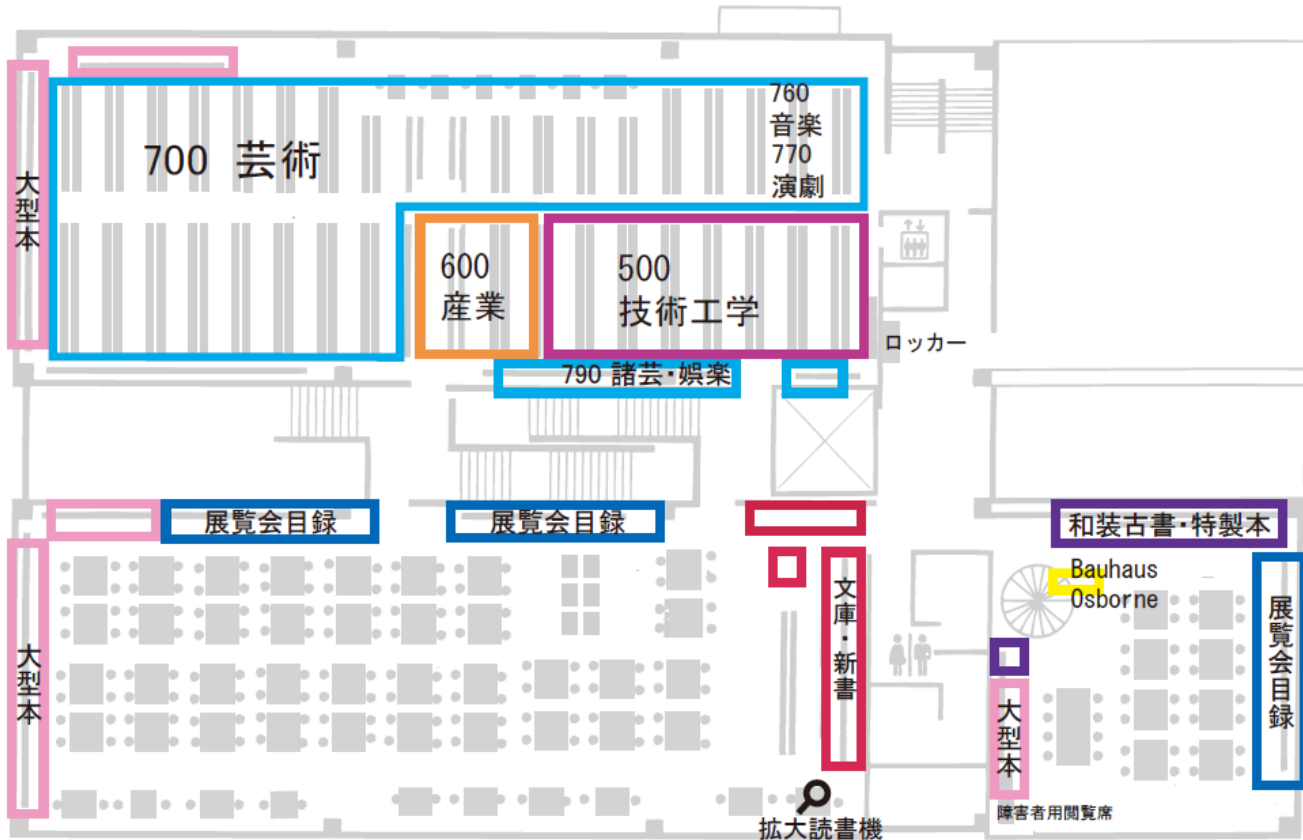 700 芸術
760
音楽
770
演劇
大型本
600
産業
500
技術工学
ロッカー
790 諸芸・娯楽
展覧会目録
展覧会目録
和装古書・特製本
Bauhaus
Osborne
文庫・新書
展覧会目録
大型本
大型本
障害者用閲覧席
拡大読書機